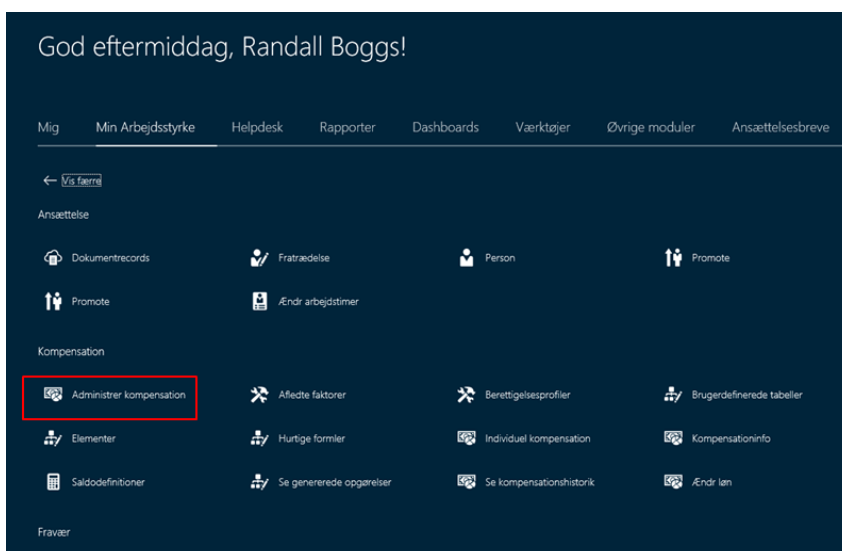 God eftermiddag, Randall Boggs!
Mig Min Arbejdsstyrke Helpdesk Rapporter Dashboards Værktøjer Øvrige moduler Ansættelsesbreve
Vis færre
Ansættelse
Dokumentrecords Fratrædelse Person Promote
Promote Ændr arbejdstimer
Kompensation
Administrer kompensation Afledte faktorer Berettigelsesprofiler Brugerdefinerede tabeller
Elementer Hurtige formler Individuel kompensation Kompensationinfo
Saldodefinitioner Se genererede opgørelser Se kompensationshistorik Ændr løn
Fravær